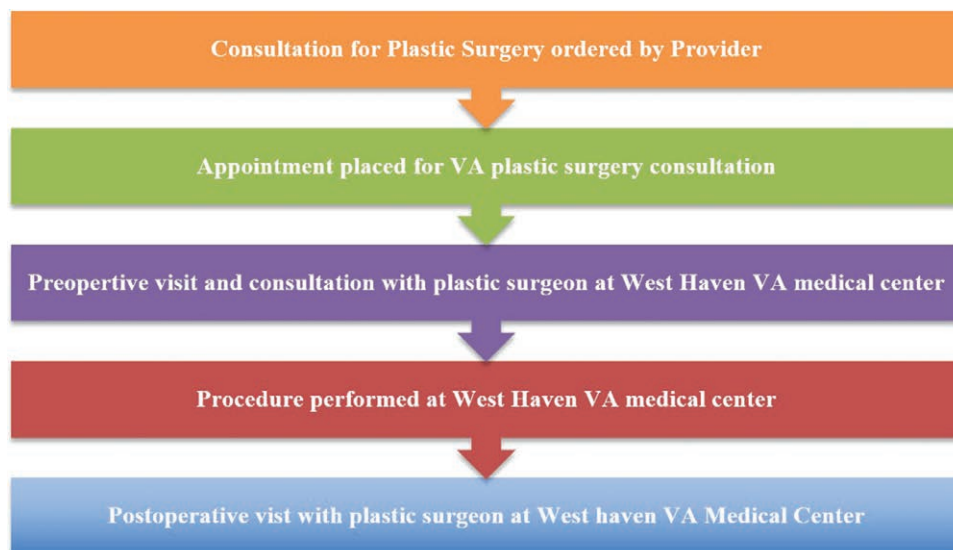 Consultation for Plastic Surgery ordered by Provider
Appointment placed for VA plastic surgery consultation
Preopertive visit and consultation with plastic surgeon at West Haven VA medical center
Procedure performed at West Haven VA medical center
Postoperative vist with plastic surgeon at West haven VA Medical Center